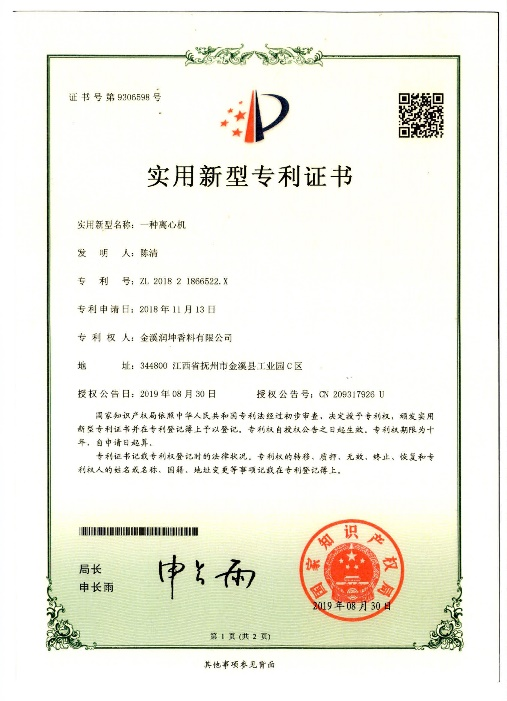 证书号第9306598号
实用新型专利证书
实用新型名称：一种离心机
发明人：陈清
专利号：ZL 2018 2 1866522.X
专利申请日：2018年11月13日
专利权人：金溪润坤香料有限公司
地址：344800 江西省抚州市金溪县工业园C区
授权公告日：2019年08月30日 授权公告号：CN 209317926 U
国家知识产权局依照中华人民共和国专利法经过初步审查，决定授予专利权，颁发实用
新型专利证书并在专利登记簿上予以登记。专利权自授权公告之日起生效。专利权期限为十
年，自申请日起算。
专利证书记载专利权登记时的法律状况。专利权的转移、质押、无效、终止、恢复和专
利权人的姓名或名称、国籍、地址变更等事项记载在专利登记簿上。
局长
申长雨
申长雨
国家知识产权局
2019年08月30日
第1页(共2页)
其他事项参见背面